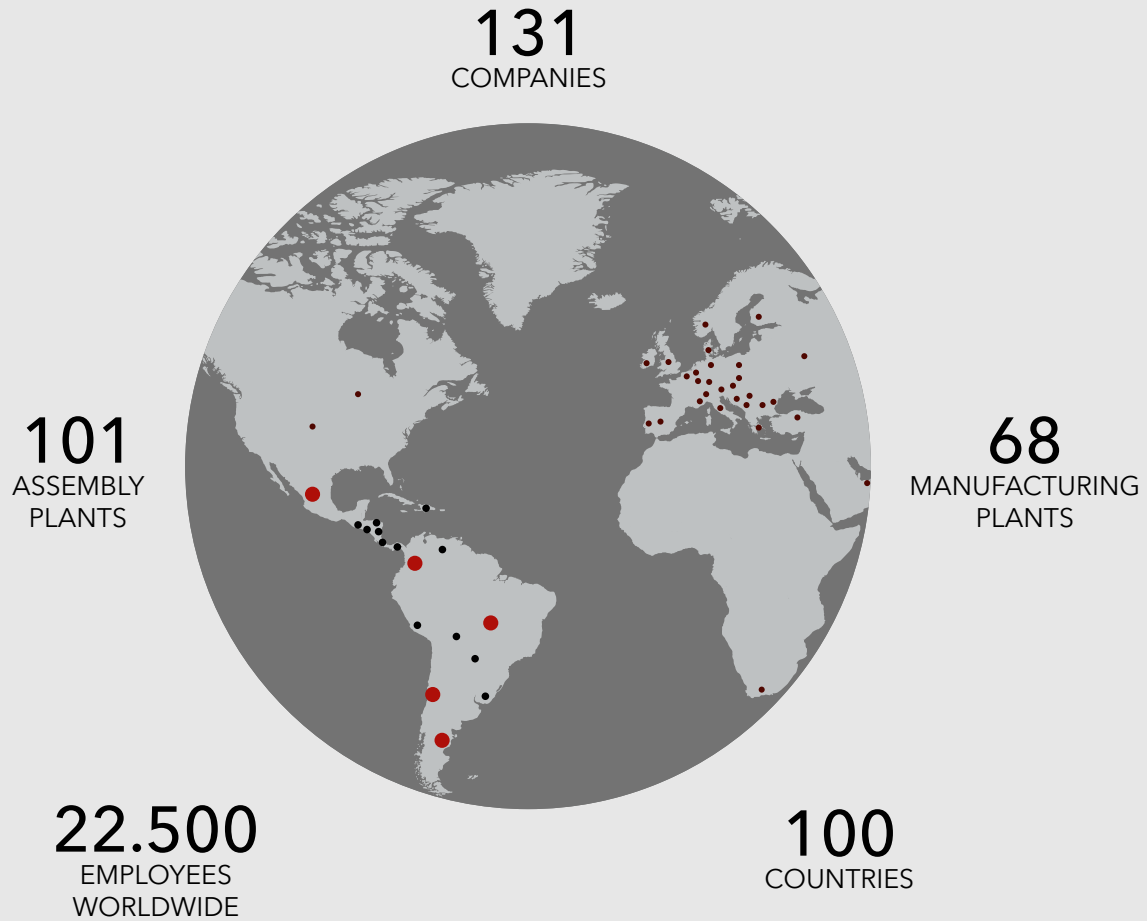 131
COMPANIES
101
ASSEMBLY
PLANTS
68
MANUFACTURING
PLANTS
22.500
EMPLOYEES
WORLDWIDE
100
COUNTRIES